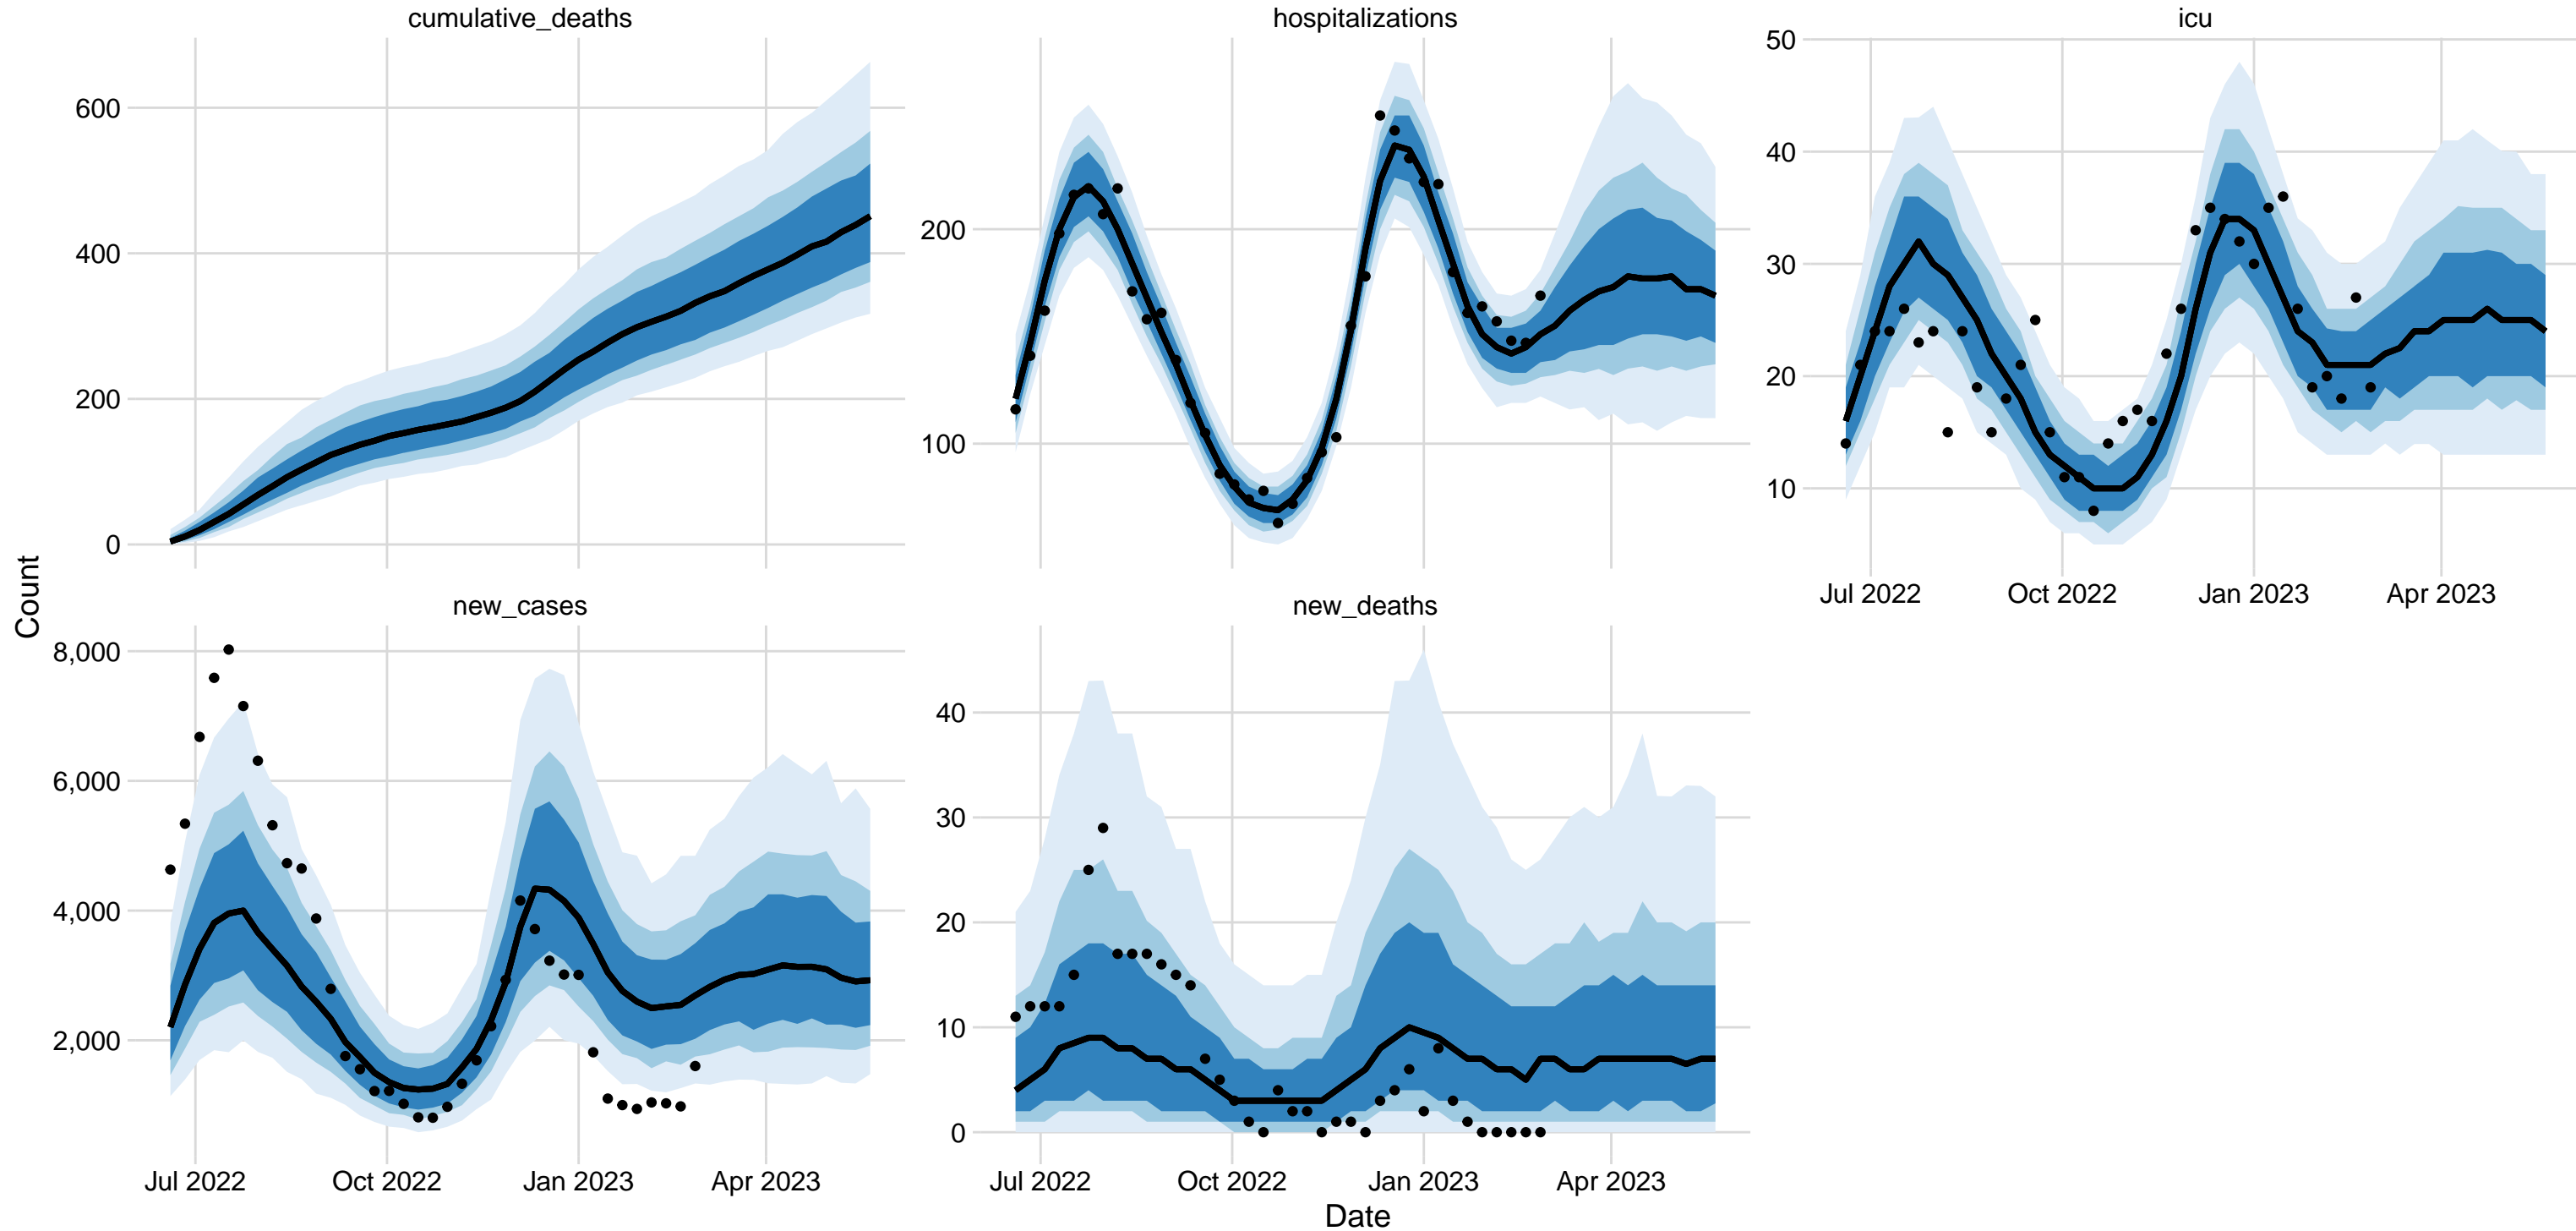 cumulative_deaths
hospitalizations
icu
600
400
200
0
200
100
50
40
30
20
10
Jul 2022
Oct 2022
Jan 2023
Apr 2023
Count
new_cases
new_deaths
8,000
6,000
4,000
2,000
40
30
20
10
0
Jul 2022
Oct 2022
Jan 2023
Apr 2023
Jul 2022
Oct 2022
Jan 2023
Apr 2023
Date